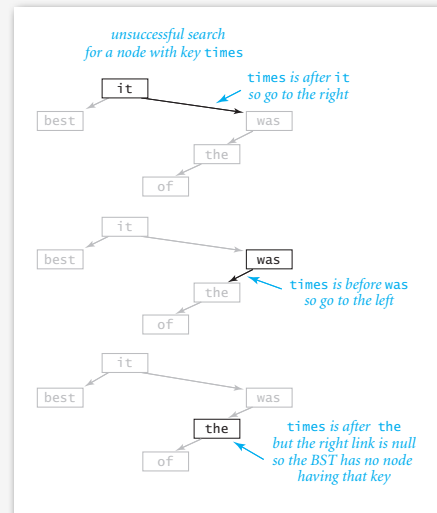 unsuccessful search
for a node with key times
it
times is after it
so go to the right
best
was
the
of
it
best
was
the
times is before was
so go to the left
of
it
best
was
the
times is after the
but the right link is null
so the BST has no node
having that key
of